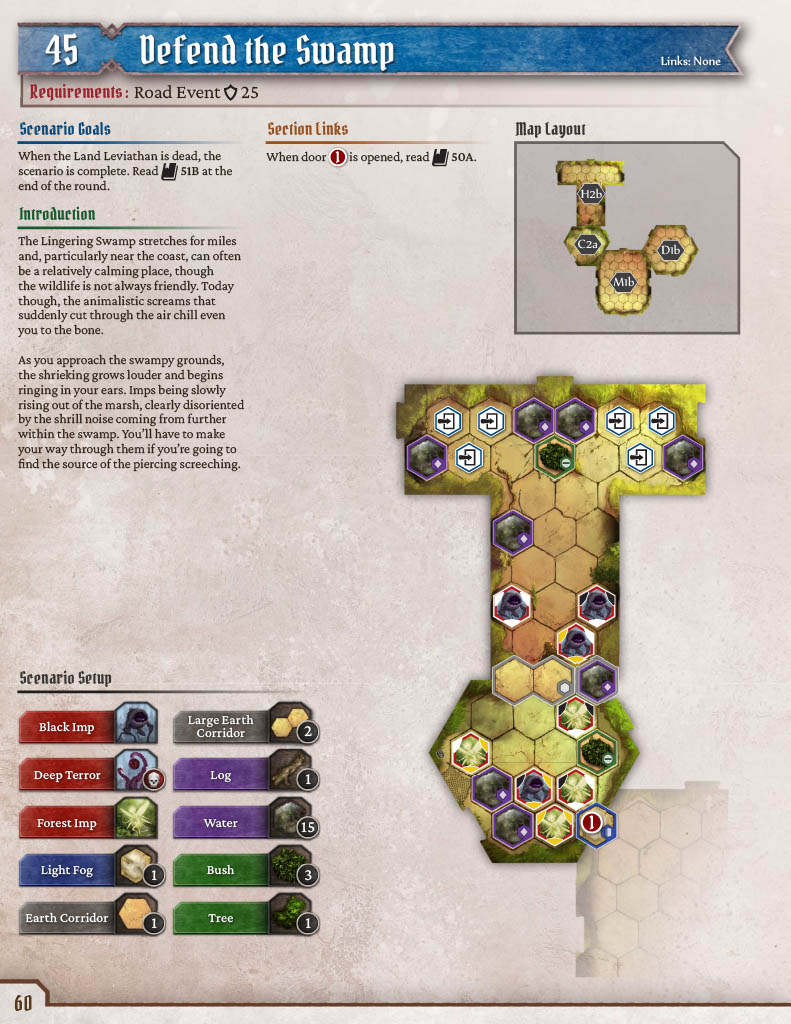 45 Defend the Swamp
Links: None
Requirements: Road Event 25
Scenario Goals
When the Land Leviathan is dead, the
scenario is complete. Read 51B at the
end of the round.
Introduction
The Lingering Swamp stretches for miles
and, particularly near the coast, can often
be a relatively calming place, though
the wildlife is not always friendly. Today
though, the animalistic screams that
suddenly cut through the air chill even
you to the bone.
As you approach the swampy grounds,
the shrieking grows louder and begins
ringing in your ears. Imps being slowly
rising out of the marsh, clearly disoriented
by the shrill noise coming from further
within the swamp. You'll have to make
your way through them if you're going to
find the source of the piercing screeching.
Section Links
When door 1 is opened, read 50A.
Map Layout
H2b
C2a
D1b
M1b
1
Scenario Setup
Black Imp
Large Earth
Corridor
2
Deep Terror
Log
1
Forest Imp
Water
15
Light Fog
1
Bush
3
Earth Corridor
1
Tree
1
60